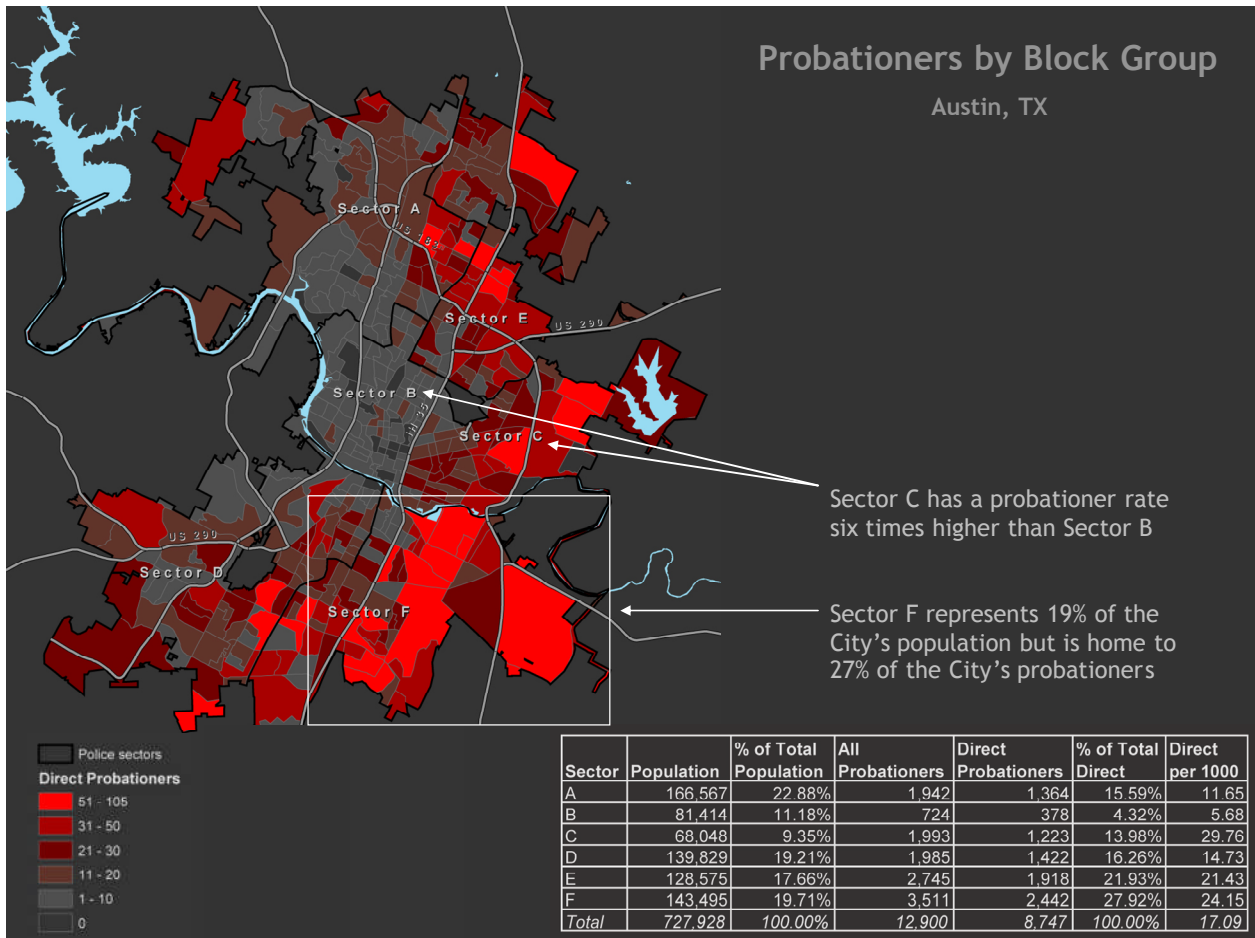 Probationers by Block Group
Austin, TX
Sector A
US 183
Sector E
US 290
Sector B
IH 35
Sector C
Sector C has a probationer rate
six times higher than Sector B
US 290
Sector D
Sector F
Sector F represents 19% of the
City's population but is home to
27% of the City's probationers
Police sectors
Direct Probationers
51 - 105
31 - 50
21 - 30
11 - 20
1 - 10
0
Sector Population % of Total Population All Probationers Direct Probationers % of Total Direct Direct per 1000
A 166,567 22.88% 1,942 1,364 15.59% 11.65
B 81,414 11.18% 724 378 4.32% 5.68
C 68,048 9.35% 1,993 1,223 13.98% 29.76
D 139,829 19.21% 1,985 1,422 16.26% 14.73
E 128,575 17.66% 2,745 1,918 21.93% 21.43
F 143,495 19.71% 3,511 2,442 27.92% 24.15
Total 727,928 100.00% 12,900 8,747 100.00% 17.09